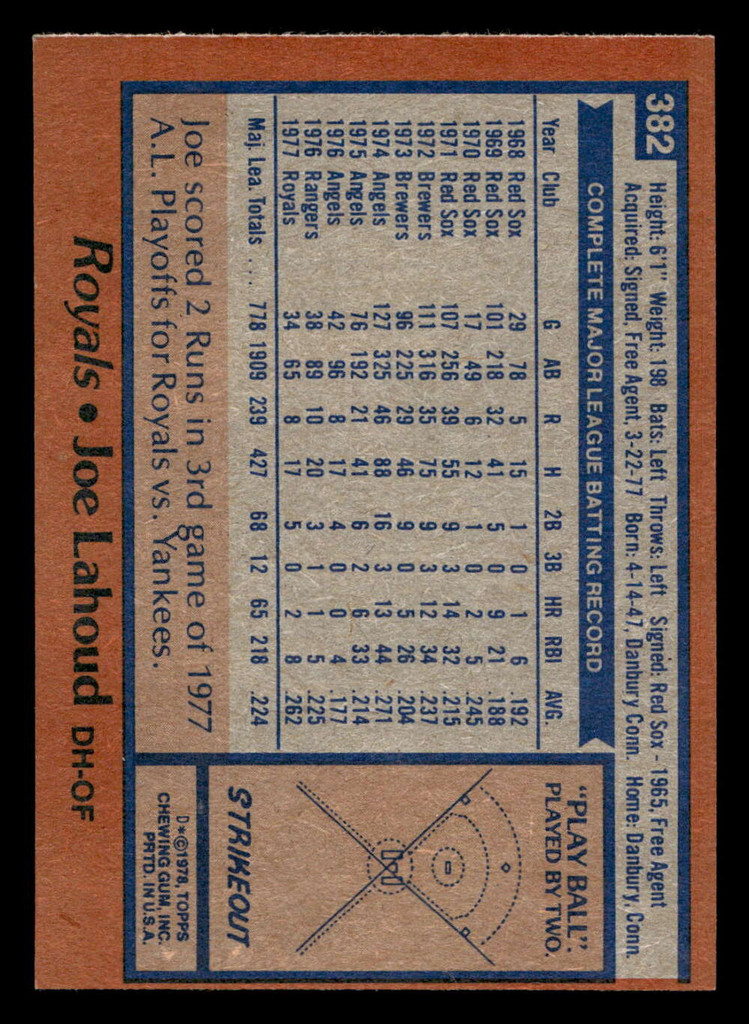 382
Height: 6'1" Weight: 198 Bats: Left Throws: Left Signed: Red Sox - 1965, Free Agent
Acquired: Signed, Free Agent, 3-22-77 Born: 4-14-47, Danbury Conn. Home: Danbury, Conn.
COMPLETE MAJOR LEAGUE BATTING RECORD
Year Club G AB R H 2B 3B HR RBI AVG.
1968 Red Sox 29 78 5 15 1 0 1 6 .192
1969 Red Sox 101 218 32 41 5 0 9 21 .188
1970 Red Sox 17 49 6 12 1 0 2 5 .245
1971 Red Sox 107 256 39 55 9 3 14 32 .215
1972 Brewers 111 316 35 75 9 3 12 34 .237
1973 Brewers 96 225 29 46 9 0 5 26 .204
1974 Angels 127 325 46 88 16 3 13 44 .271
1975 Angels 76 192 21 41 6 2 6 33 .214
1976 Angels 42 96 8 17 4 0 0 4 .177
1976 Rangers 38 89 10 20 3 1 1 5 .225
1977 Royals 34 65 8 17 5 0 2 8 .262
Maj. Lea. Totals .... 778 1909 239 427 68 12 65 218 .224
Joe scored 2 Runs in 3rd game of 1977
A.L. Playoffs for Royals vs. Yankees.
"PLAY BALL".
PLAYED BY TWO.
STRIKEOUT
D*©1978, TOPPS
CHEWING GUM, INC.
PRTD. IN U.S.A.
Royals • Joe Lahoud DH-OF